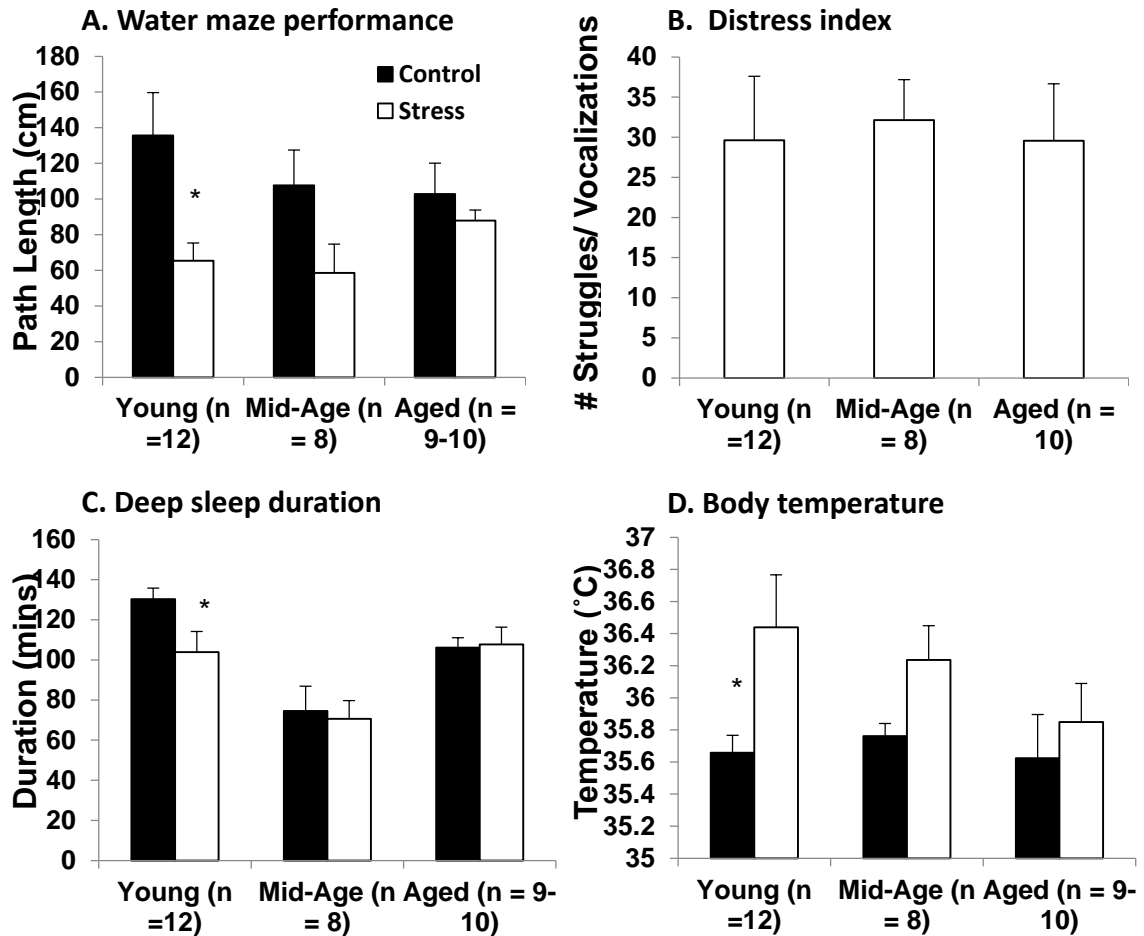 A. Water maze performance
Path Length (cm)
180
160
140
120
100
80
60
40
20
0
Control
Stress
*
Young (n
=12)
Mid-Age (n
= 8)
Aged (n =
9-10)
B. Distress index
# Struggles/ Vocalizations
40
35
30
25
20
15
10
5
0
Young (n
=12)
Mid-Age (n
= 8)
Aged (n =
10)
C. Deep sleep duration
Duration (mins)
160
140
120
100
80
60
40
20
0
*
Young (n
=12)
Mid-Age (n
= 8)
Aged (n = 9-
10)
D. Body temperature
Temperature (˚C)
37
36.8
36.6
36.4
36.2
36
35.8
35.6
35.4
35.2
35
*
Young (n
=12)
Mid-Age (n
= 8)
Aged (n = 9-
10)